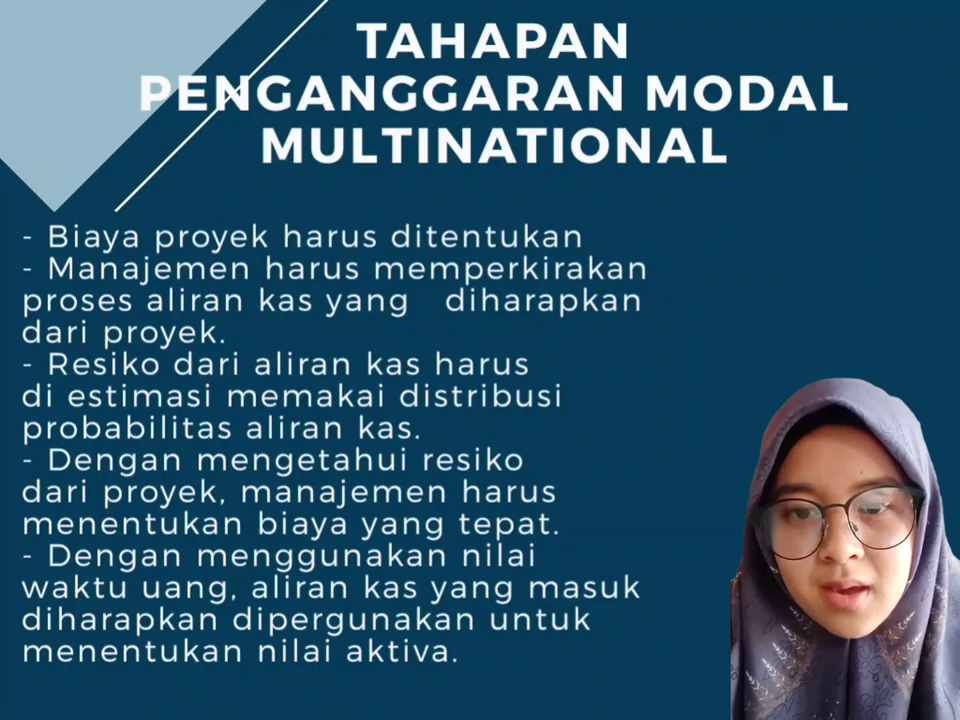 TAHAPAN
PENGANGGARAN MODAL
MULTINATIONAL
- Biaya proyek harus ditentukan
- Manajemen harus memperkirakan
proses aliran kas yang diharapkan
dari proyek.
- Resiko dari aliran kas harus
di estimasi memakai distribusi
probabilitas aliran kas.
- Dengan mengetahui resiko
dari proyek, manajemen harus
menentukan biaya yang tepat.
- Dengan menggunakan nilai
waktu uang, aliran kas yang masuk
diharapkan dipergunakan untuk
menentukan nilai aktiva.